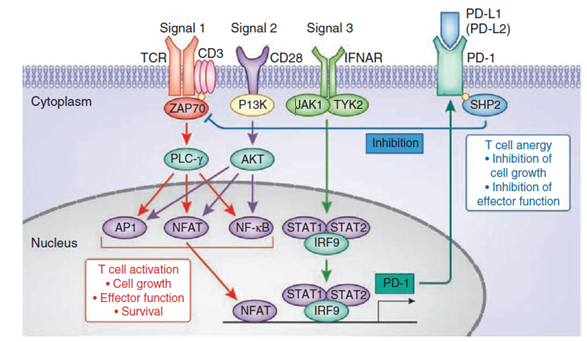 Signal 1
Signal 2
Signal 3
PD-L1
(PD-L2)
TCR
CD3
CD28
IFNAR
PD-1
Cytoplasm
ZAP70
P13K
JAK1
TYK2
SHP2
Inhibition
T cell anergy
• Inhibition of
cell growth
• Inhibition of
effector function
PLC-γ
AKT
AP1
NFAT
NF-κB
STAT1
STAT2
IRF9
Nucleus
T cell activation
• Cell growth
• Effector function
• Survival
PD-1
NFAT
STAT1
STAT2
IRF9